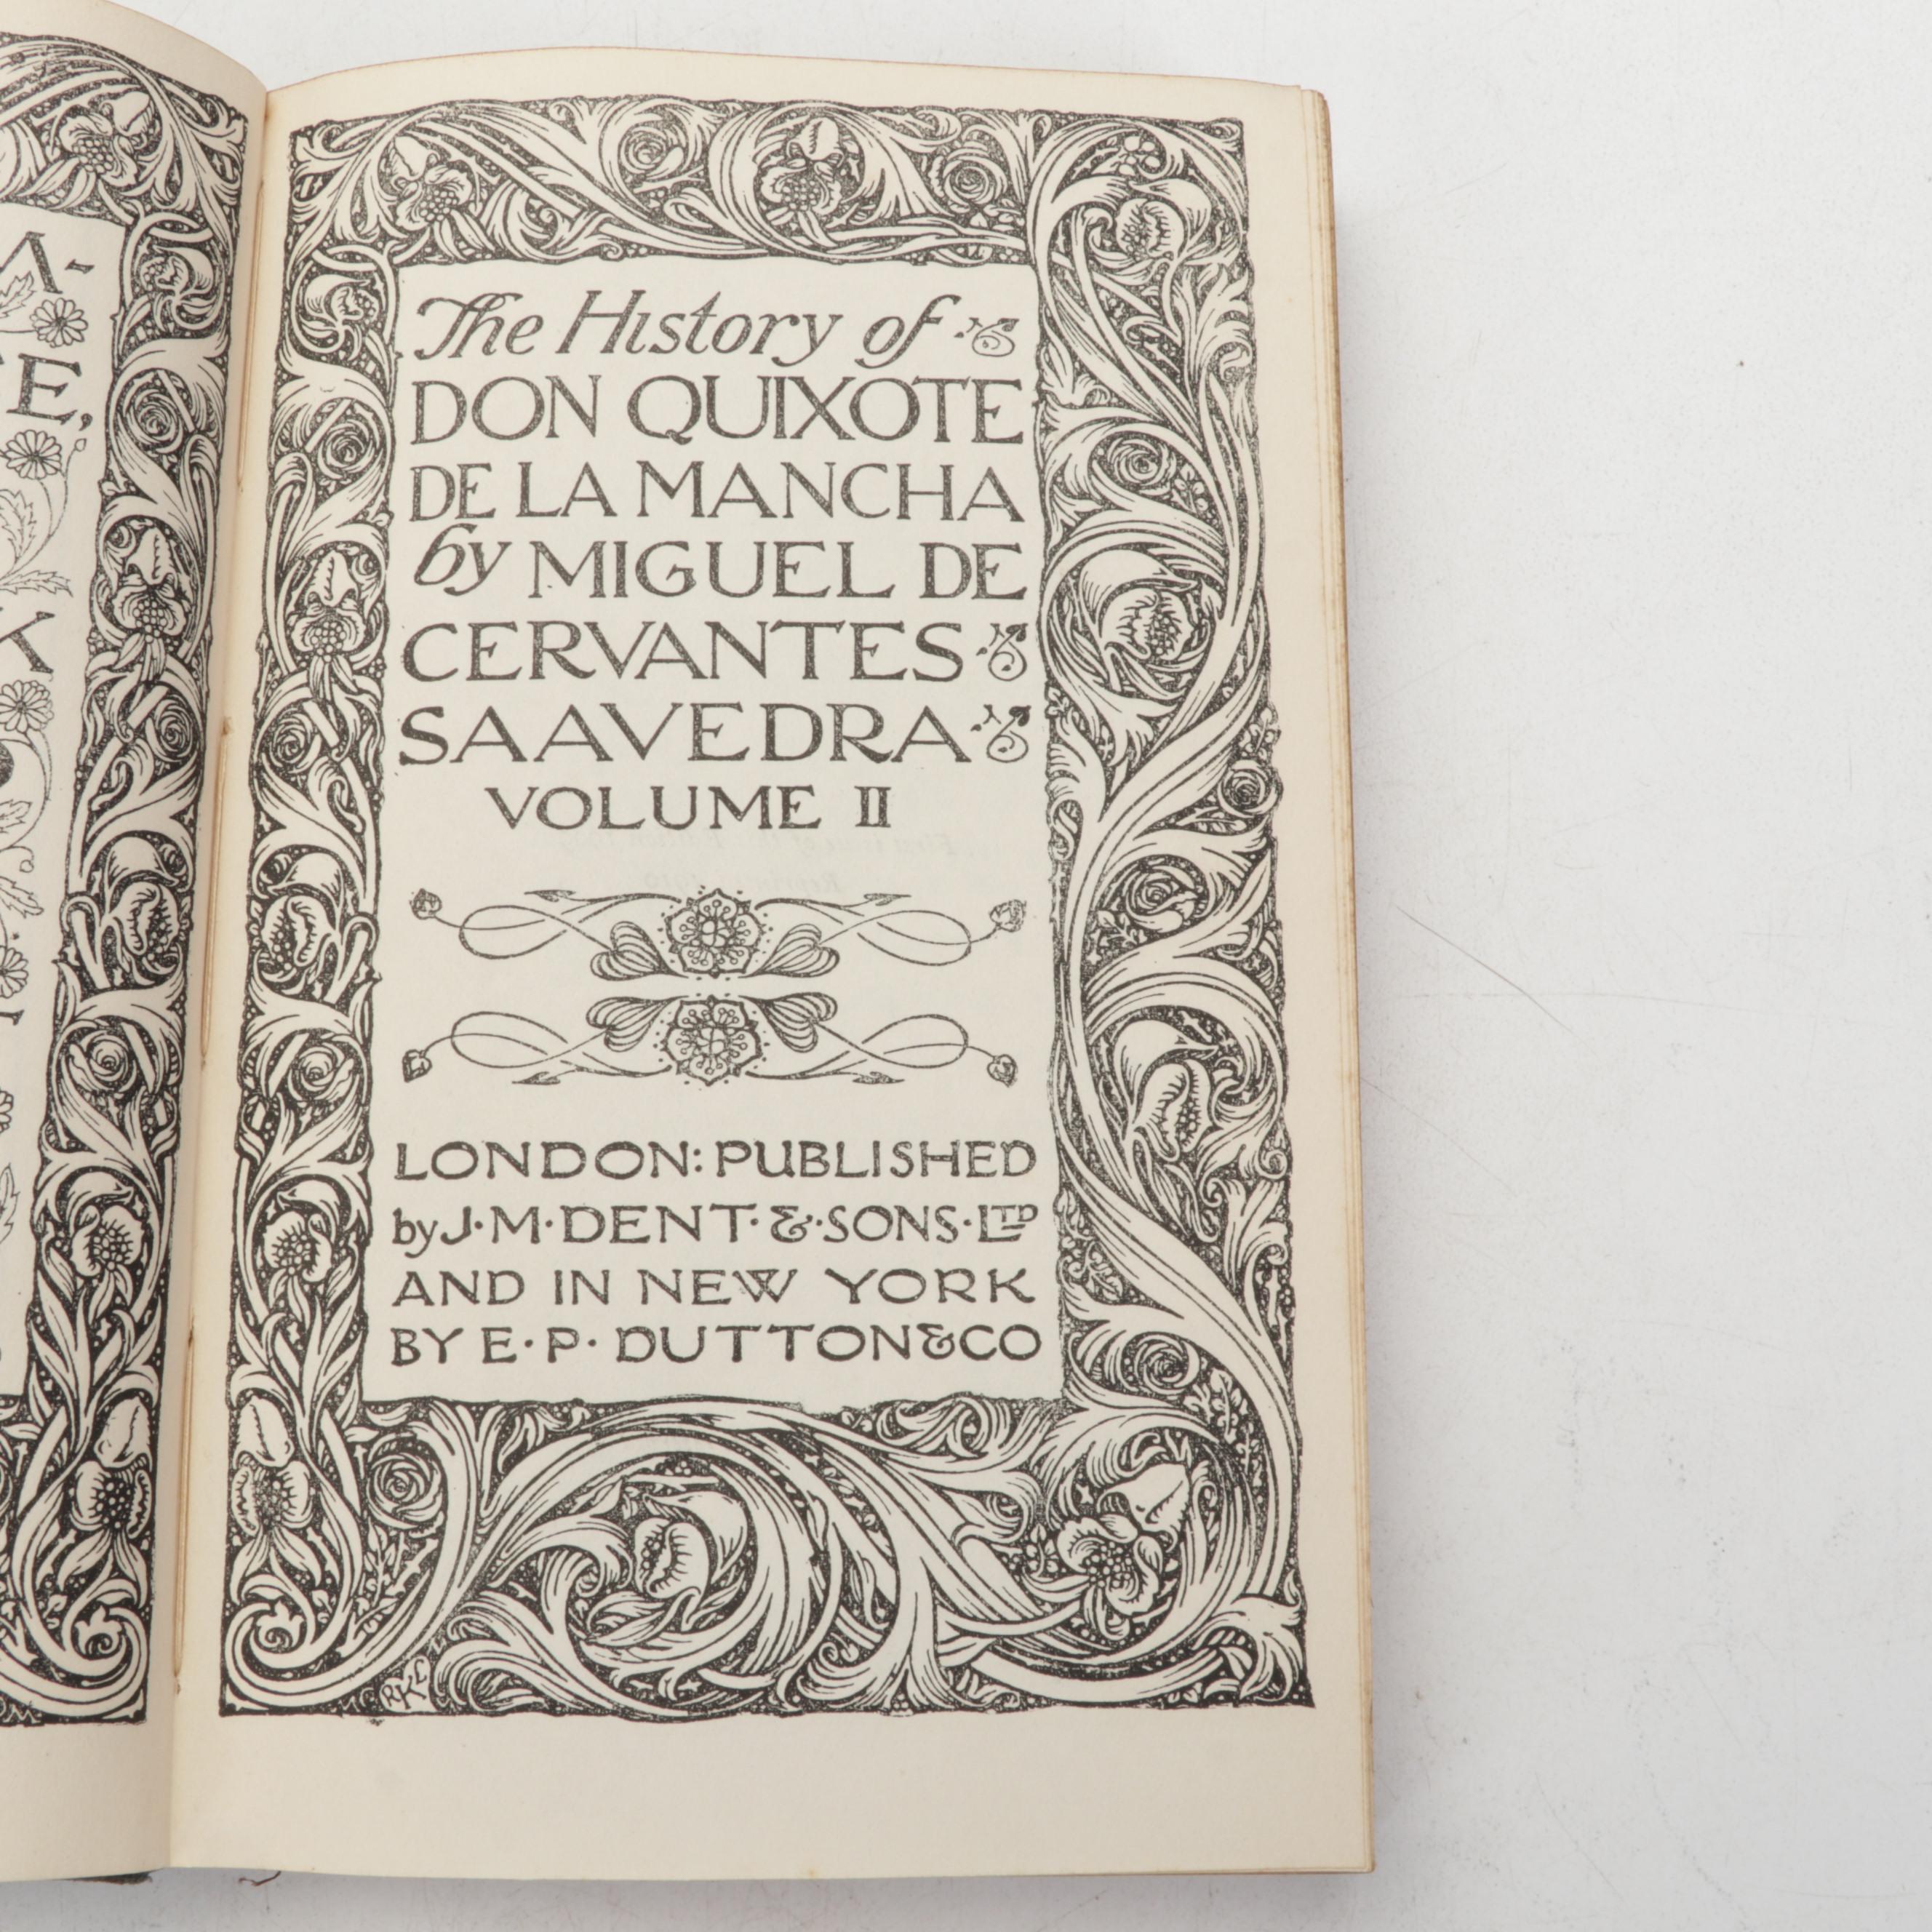 The History of
DON QUIXOTE
DE LA MANCHA
by MIGUEL DE
CERVANTES
SAAVEDRA
VOLUME II
LONDON: PUBLISHED
by J·M·DENT·&·SONS·LTD
AND IN NEW YORK
BY E·P·DUTTON&CO